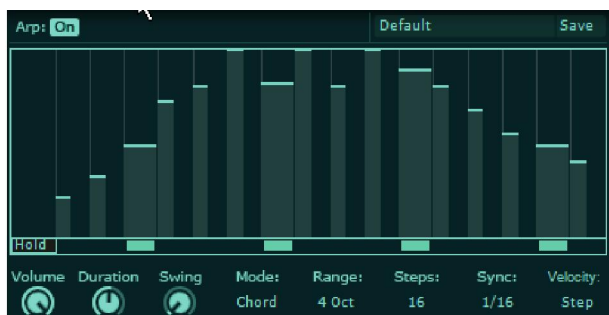 Arp: On Default Save
Hold
Volume Duration Swing Mode: Range: Steps: Sync: Velocity:
Chord 4 Oct 16 1/16 Step